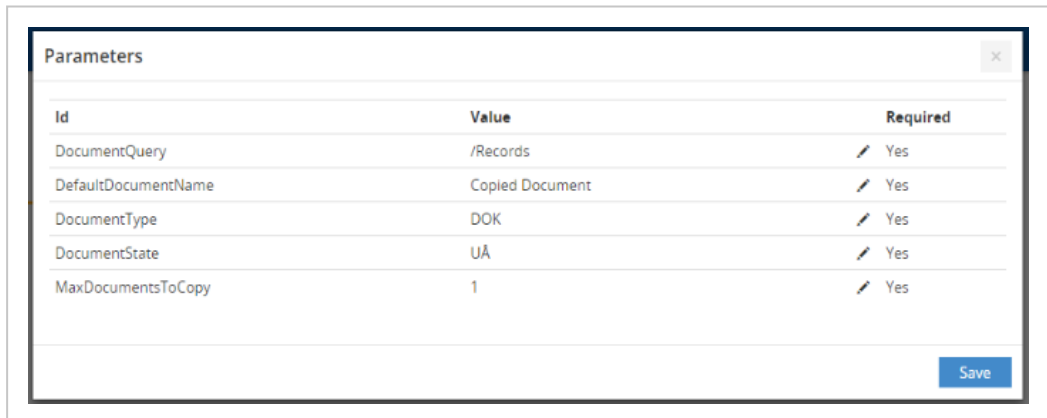 Parameters
Id Value Required
DocumentQuery /Records Yes
DefaultDocumentName Copied Document Yes
DocumentType DOK Yes
DocumentState UÅ Yes
MaxDocumentsToCopy 1 Yes
Save